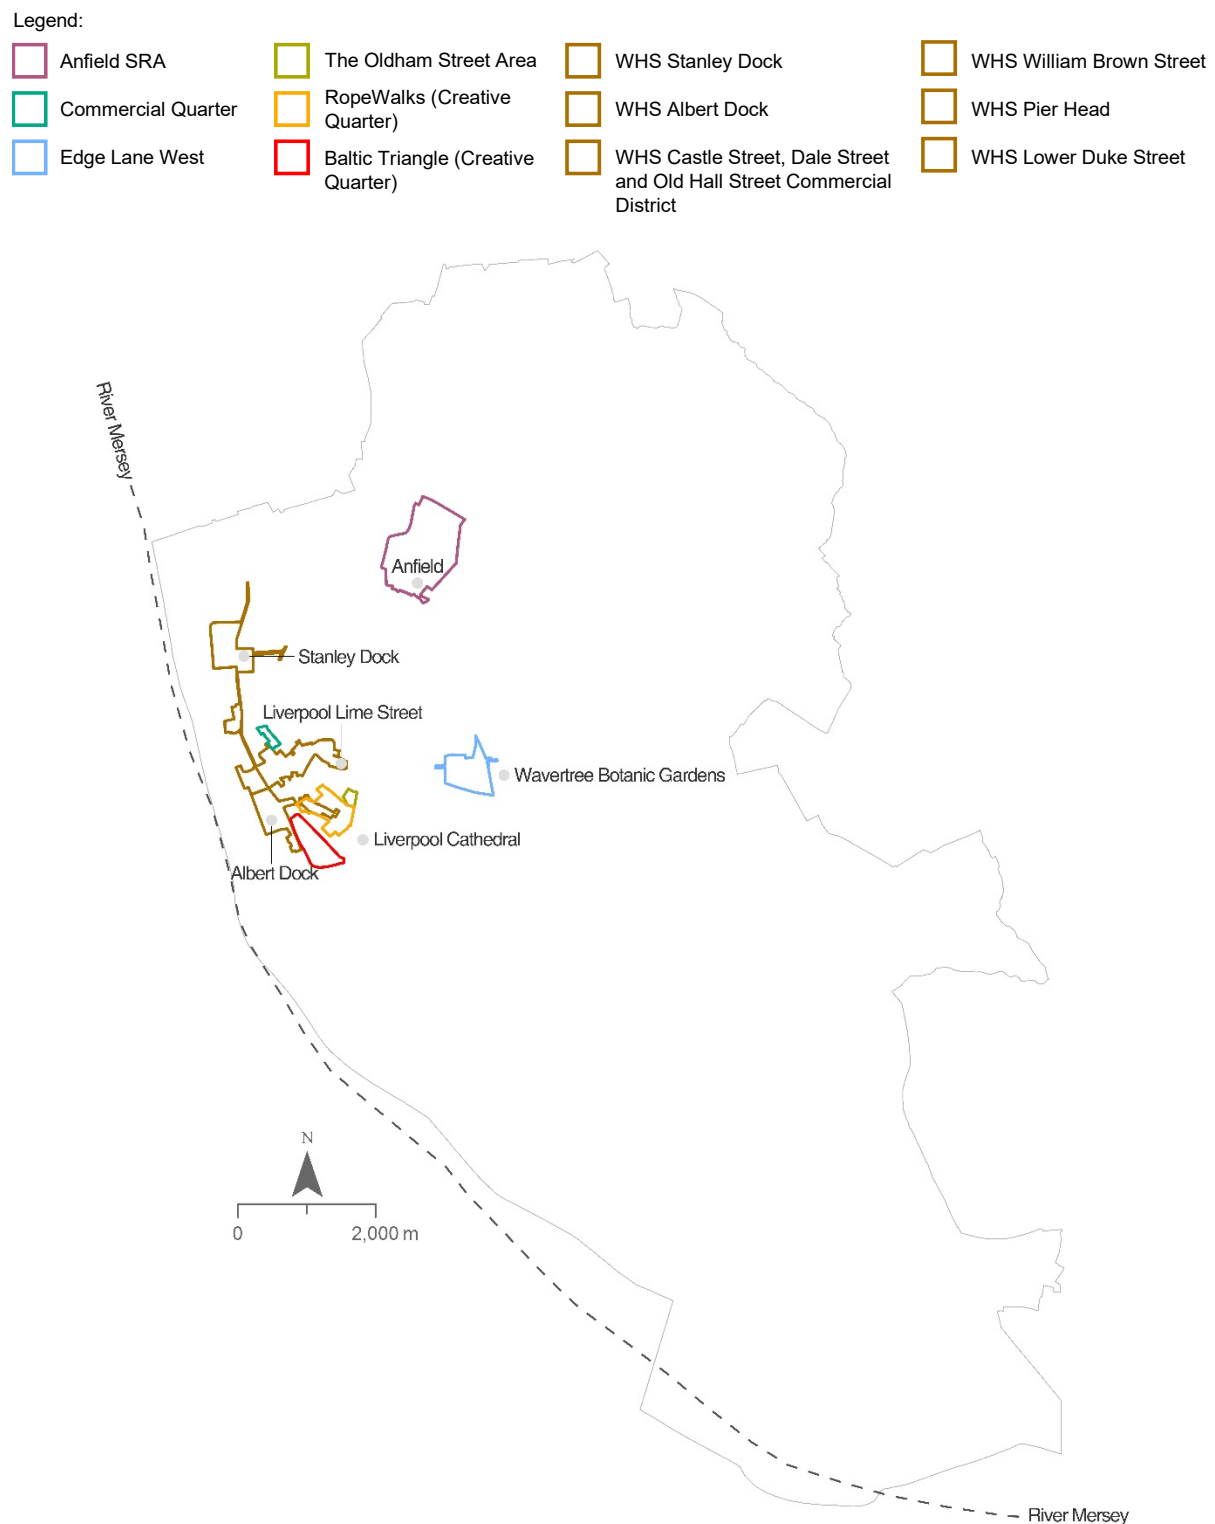 Legend:
Anfield SRA
Commercial Quarter
Edge Lane West
The Oldham Street Area
RopeWalks (Creative
Quarter)
Baltic Triangle (Creative
Quarter)
WHS Stanley Dock
WHS Albert Dock
WHS Castle Street, Dale Street
and Old Hall Street Commercial
District
WHS William Brown Street
WHS Pier Head
WHS Lower Duke Street
River Mersey
Anfield
Stanley Dock
Liverpool Lime Street
Wavertree Botanic Gardens
Liverpool Cathedral
Albert Dock
N
0
2,000 m
River Mersey